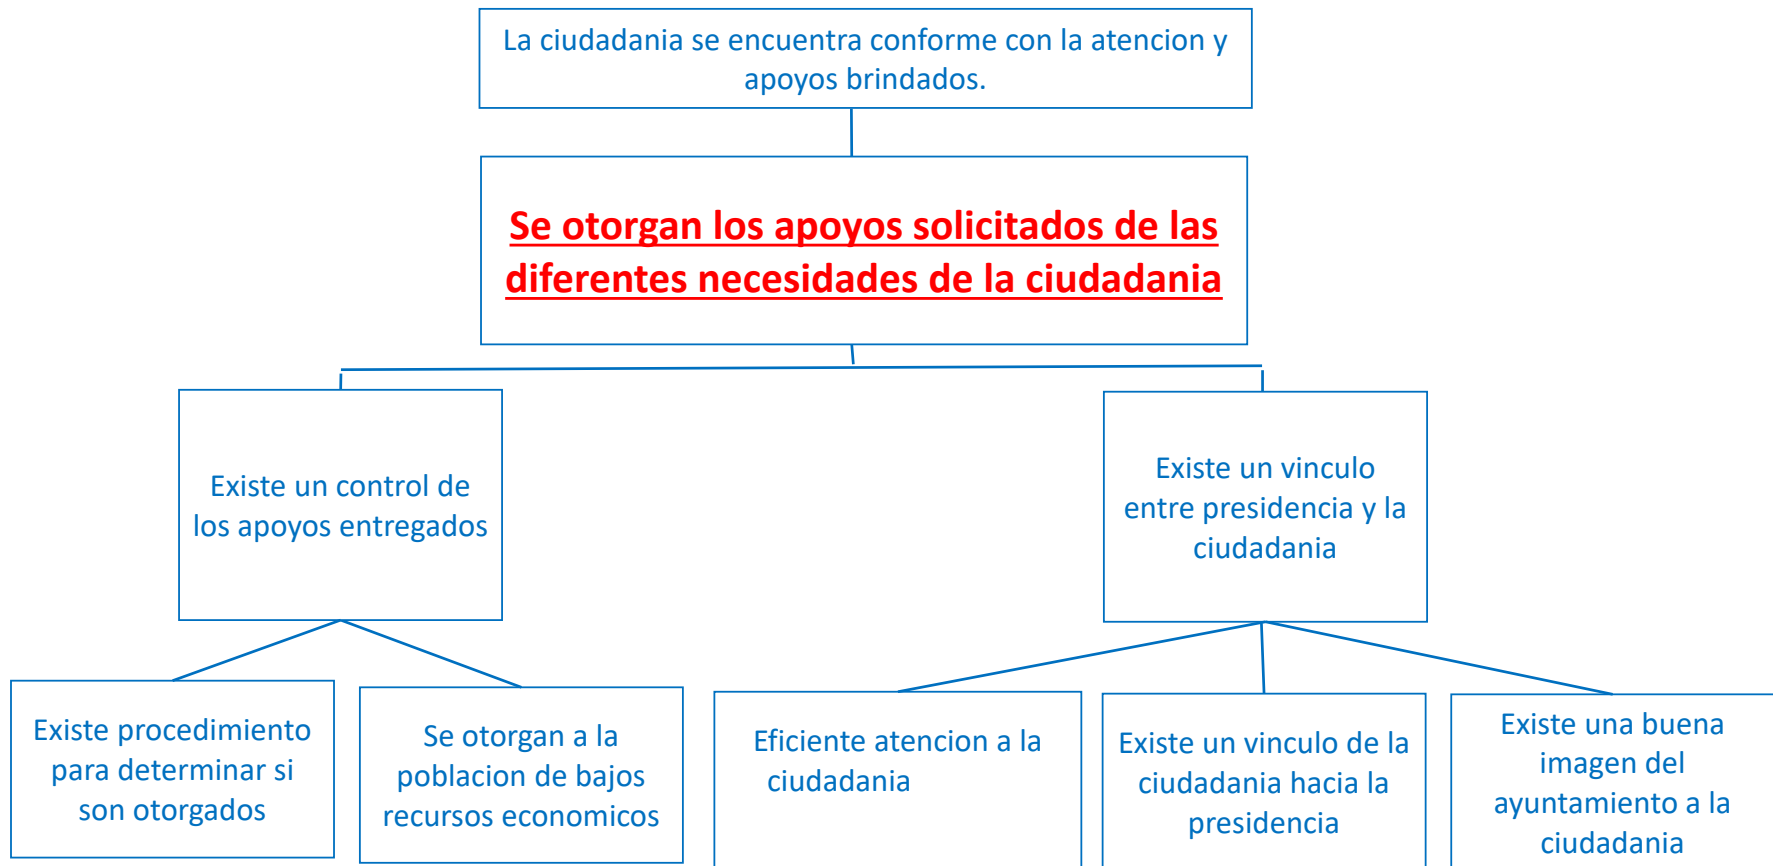 La ciudadania se encuentra conforme con la atencion y
apoyos brindados.
Se otorgan los apoyos solicitados de las
diferentes necesidades de la ciudadania
Existe un control de
los apoyos entregados
Existe un vinculo
entre presidencia y la
ciudadania
Existe procedimiento
para determinar si
son otorgados
Se otorgan a la
poblacion de bajos
recursos economicos
Eficiente atencion a la
ciudadania
Existe un vinculo de la
ciudadania hacia la
presidencia
Existe una buena
imagen del
ayuntamiento a la
ciudadania